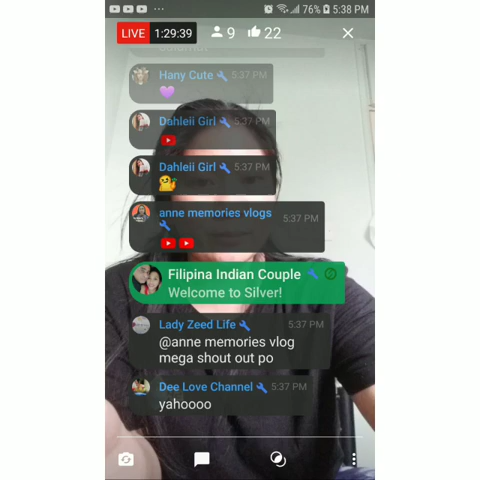 76% 5:38 PM
LIVE 1:29:39 9 22
Hany Cute 5:37 PM
Dahleii Girl 5:37 PM
Dahleii Girl 5:37 PM
anne memories vlogs 5:37 PM
Filipina Indian Couple
Welcome to Silver!
Lady Zeed Life 5:37 PM
@anne memories vlog
mega shout out po
Dee Love Channel 5:37 PM
yahoooo